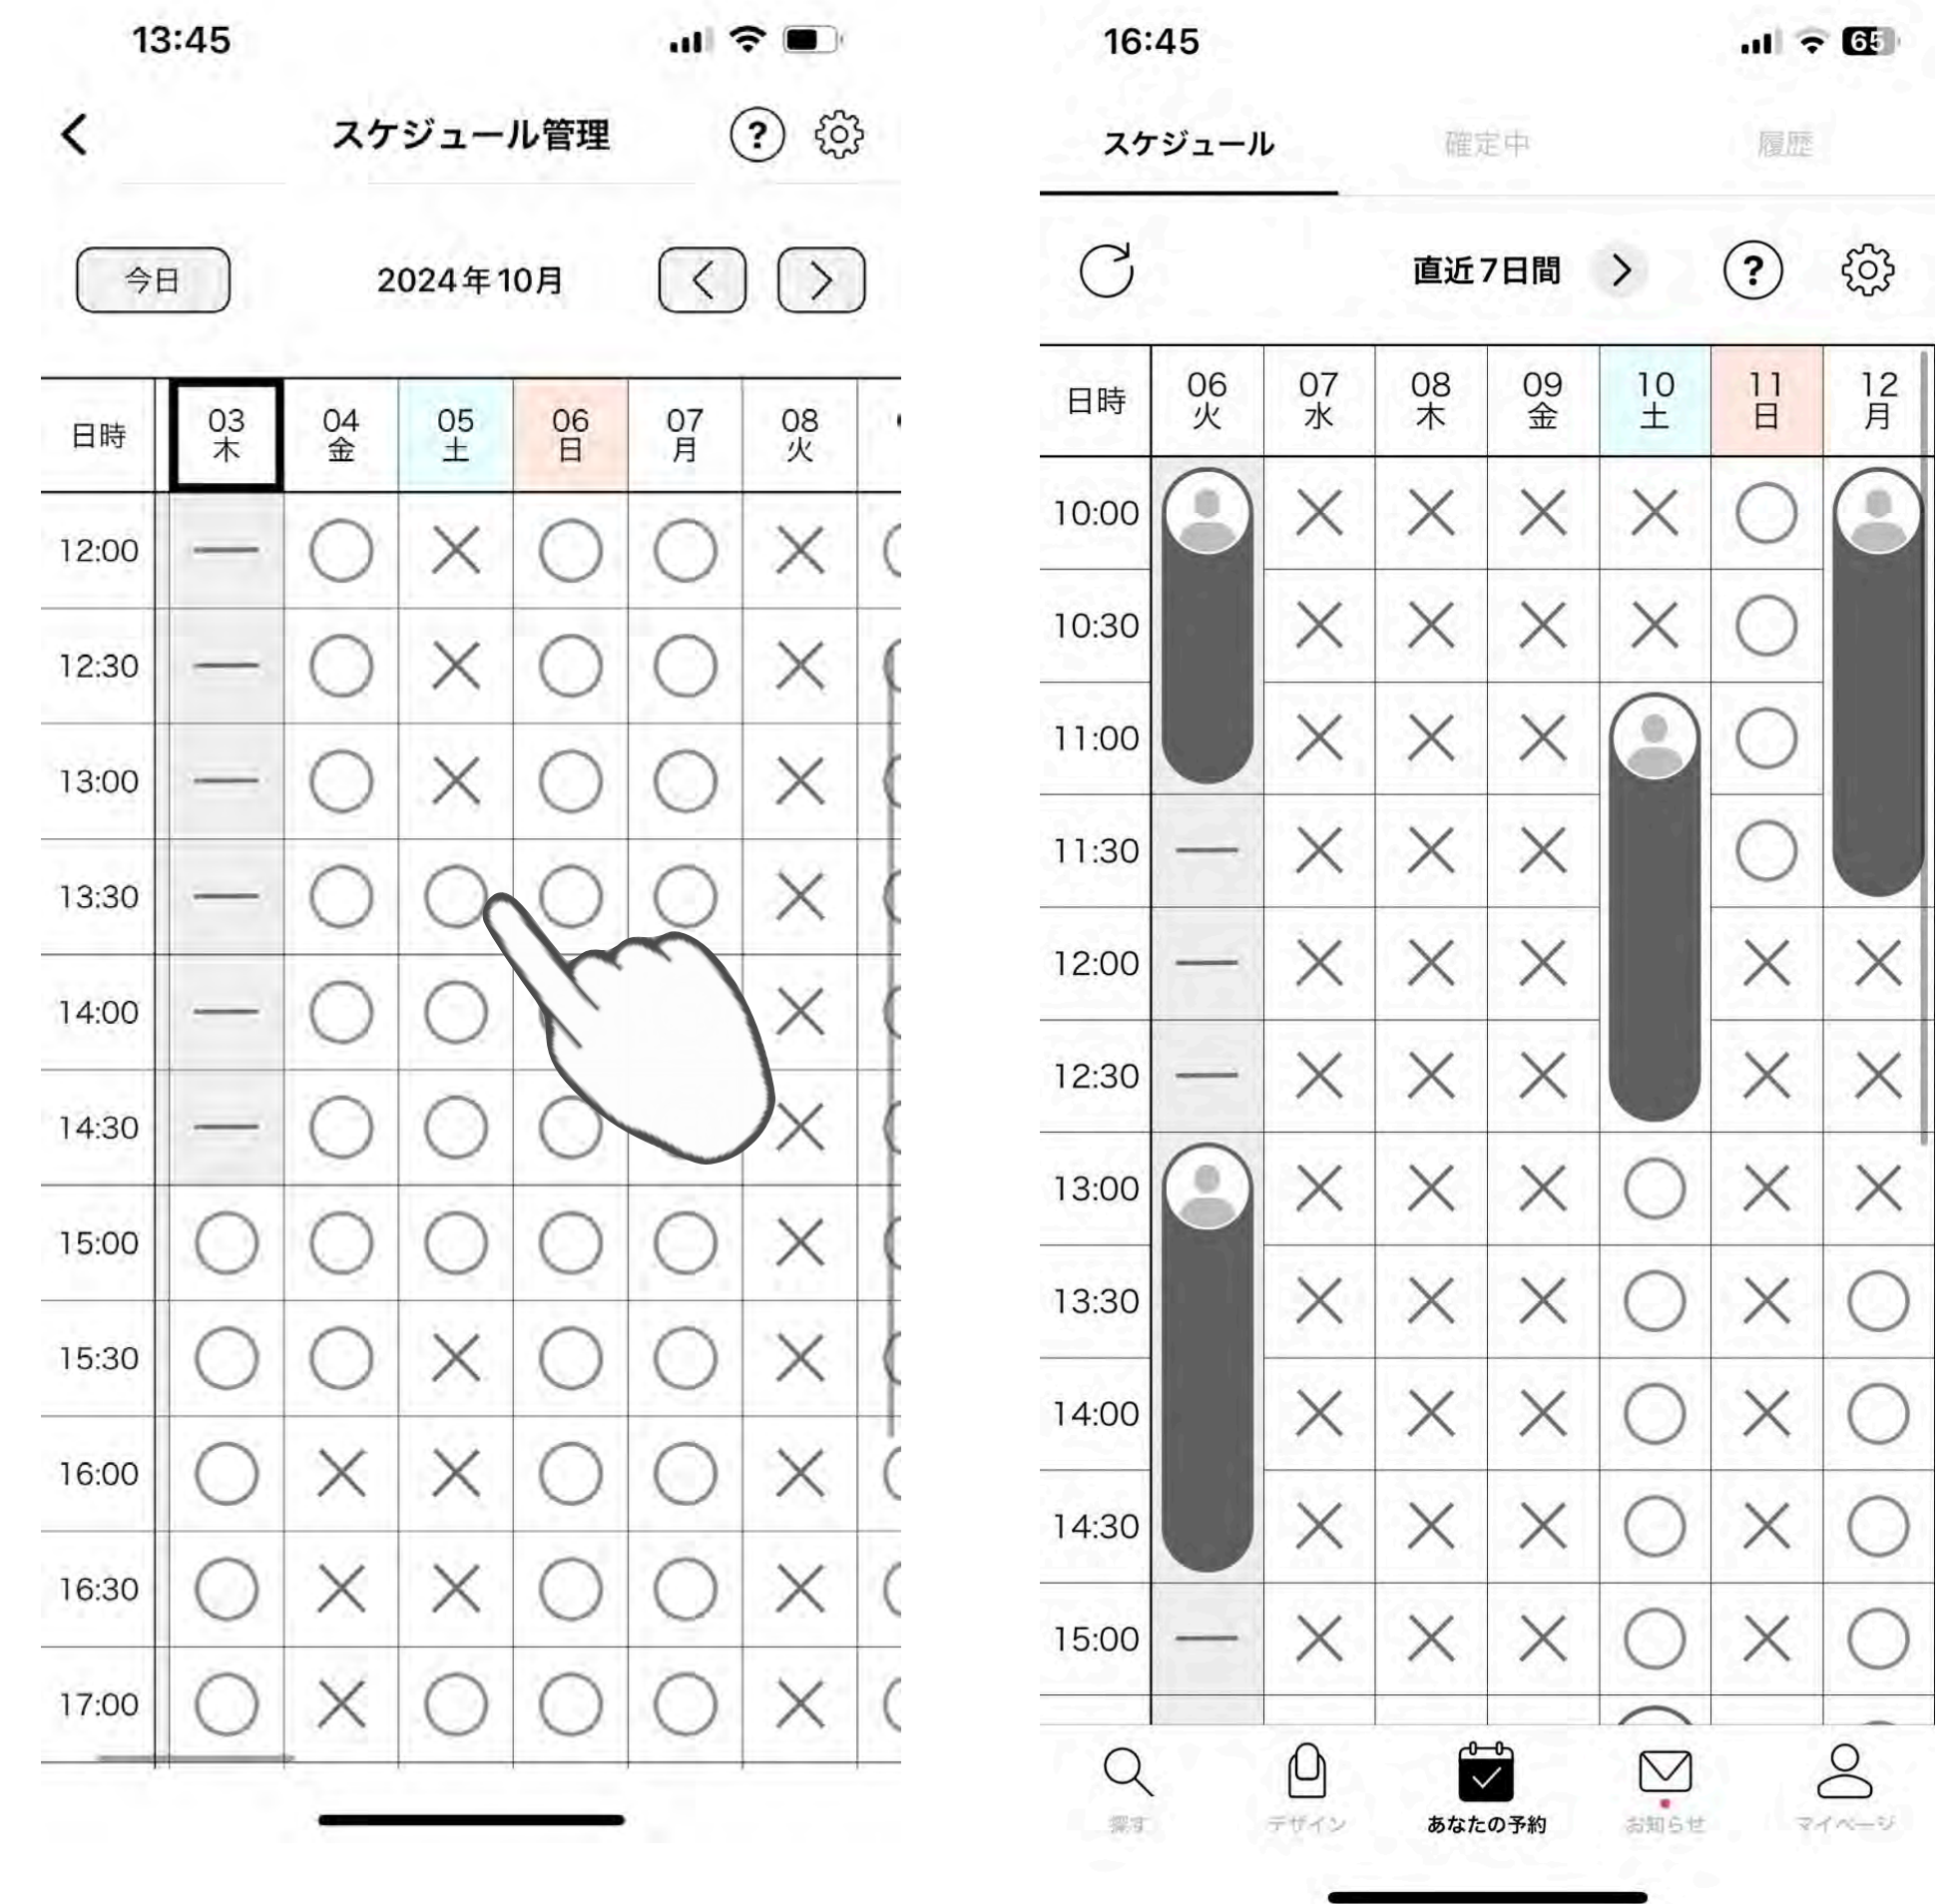 13:45
スケジュール管理 ?
今日 2024年10月
日時 03 04 05 06 07 08
木 金 土 日 月 火
12:00
12:30
13:00
13:30
14:00
14:30
15:00
15:30
16:00
16:30
17:00
16:45 65
スケジュール 確定中 履歴
直近7日間 ?
日時 06 07 08 09 10 11 12
火 水 木 金 土 日 月
10:00
10:30
11:00
11:30
12:00
12:30
13:00
13:30
14:00
14:30
15:00
探す デザイン あなたの予約 お知らせ マイページ